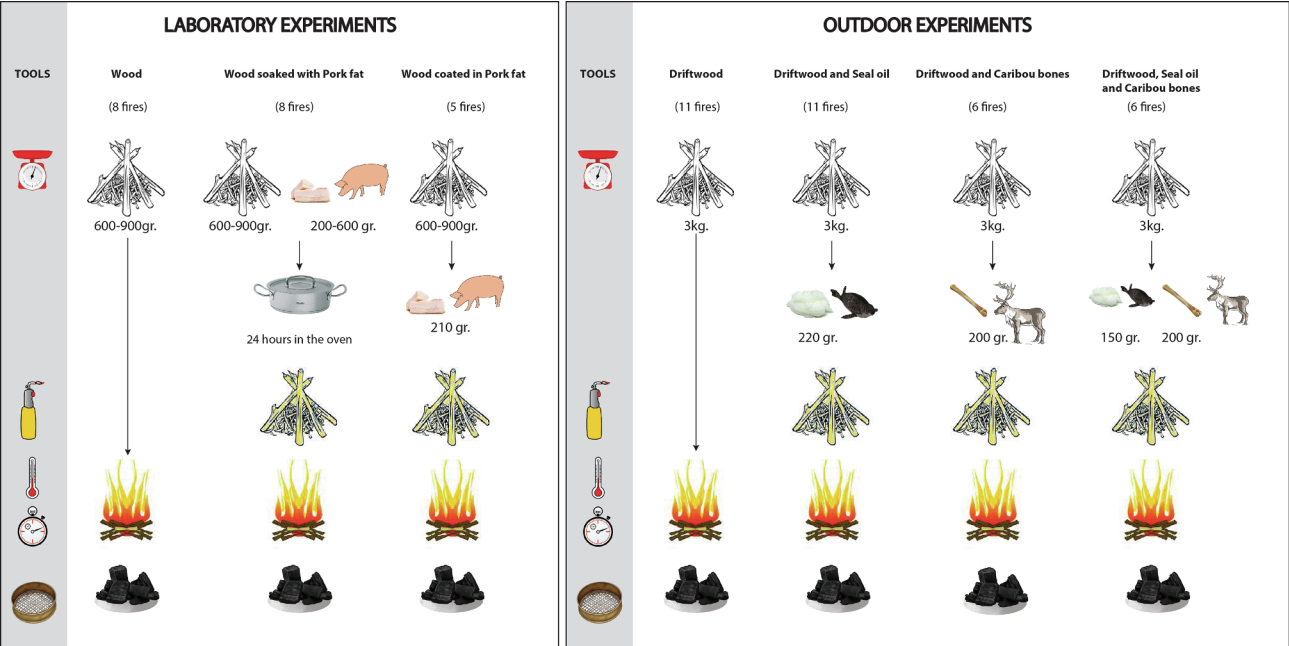 LABORATORY EXPERIMENTS
TOOLS
Wood
Wood soaked with Pork fat
Wood coated in Pork fat
(8 fires)
(8 fires)
(5 fires)
600-900gr.
600-900gr.
200-600 gr.
600-900gr.
210 gr.
24 hours in the oven
OUTDOOR EXPERIMENTS
TOOLS
Driftwood
Driftwood and Seal oil
Driftwood and Caribou bones
Driftwood, Seal oil
and Caribou bones
(11 fires)
(11 fires)
(6 fires)
(6 fires)
3kg.
3kg.
3kg.
3kg.
220 gr.
200 gr.
150 gr.
200 gr.